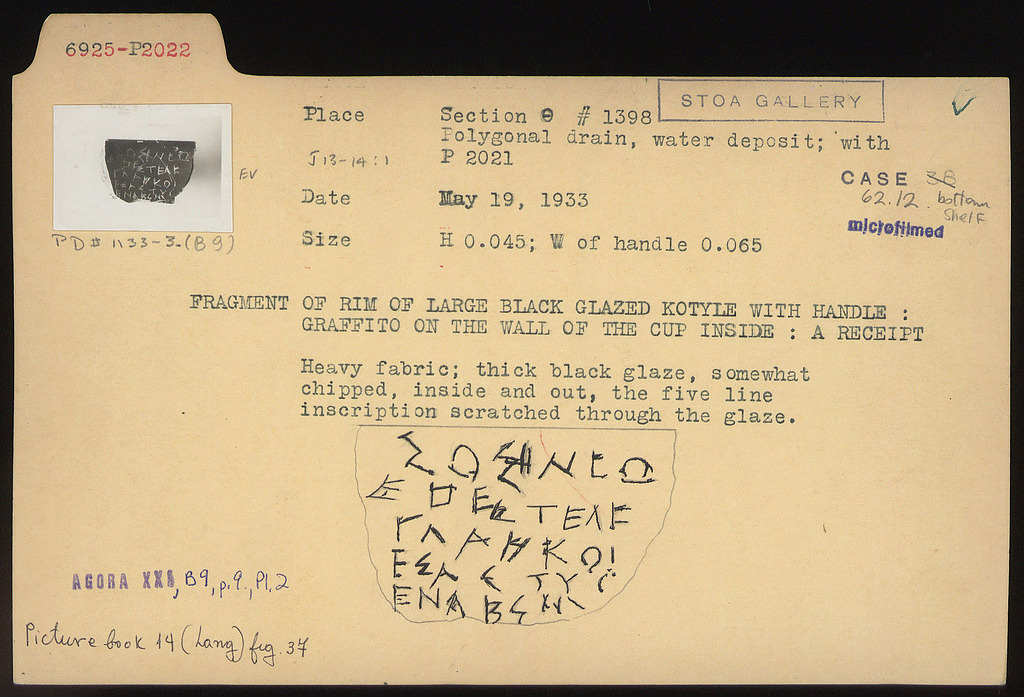 6925-P2022
STOA GALLERY
Place Section Θ # 1398
Polygonal drain, water deposit; with
J 13-14:1 P 2021
EV
CASE 38
62.12 bottom
shelf
Date May 19, 1933
microfilmed
PD# 1133-3-(B9)
Size H 0.045; W of handle 0.065
FRAGMENT OF RIM OF LARGE BLACK GLAZED KOTYLE WITH HANDLE :
GRAFFITO ON THE WALL OF THE CUP INSIDE : A RECEIPT
Heavy fabric; thick black glaze, somewhat
chipped, inside and out, the five line
inscription scratched through the glaze.
ΤΕΛΕ
AGORA XXI, B9, p.9., Pl.2
Picture book 14 (Lang) fig. 37